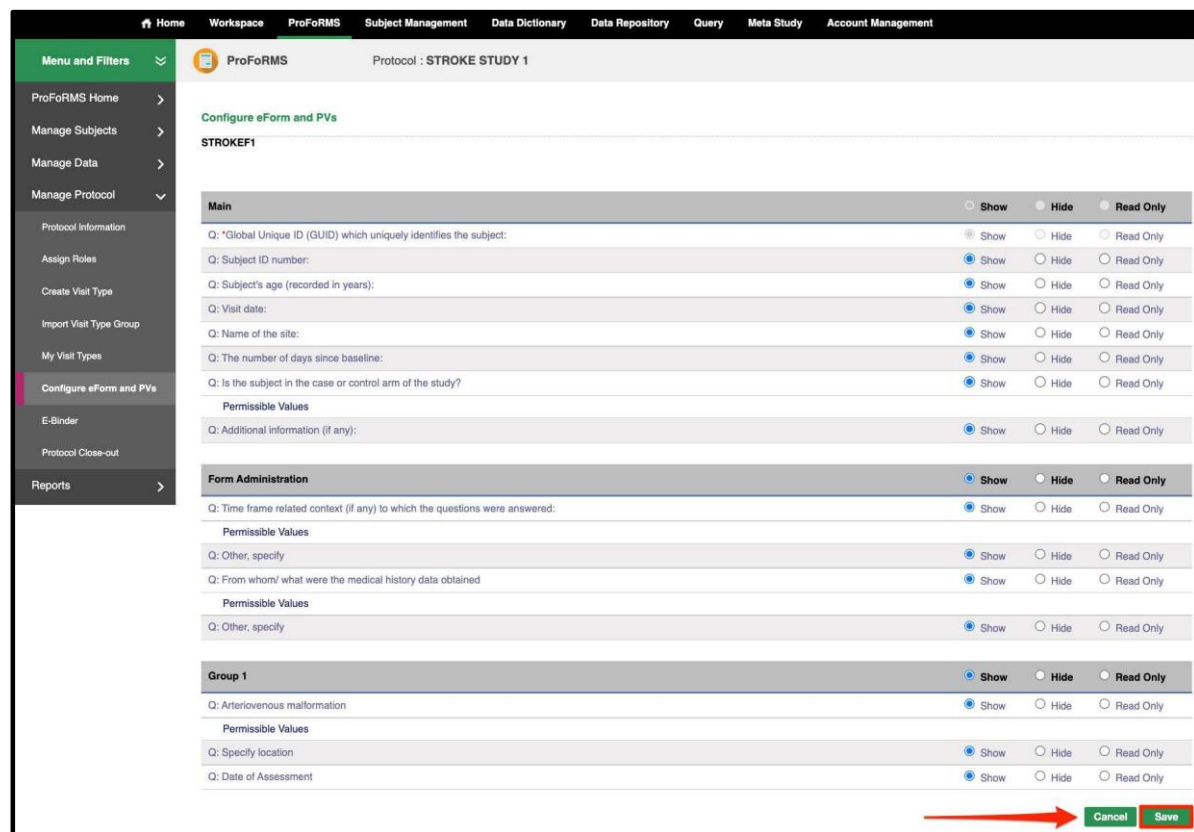 Home Workspace ProFoRMS Subject Management Data Dictionary Data Repository Query Meta Study Account Management
Menu and Filters
ProFoRMS Protocol : STROKE STUDY 1
ProFoRMS Home
Manage Subjects
Manage Data
Manage Protocol
Protocol Information
Assign Roles
Create Visit Type
Import Visit Type Group
My Visit Types
Configure eForm and PVs
E-Binder
Protocol Close-out
Reports
Configure eForm and PVs
STROKEF1
Main Show Hide Read Only
Q: *Global Unique ID (GUID) which uniquely identifies the subject: Show Hide Read Only
Q: Subject ID number: Show Hide Read Only
Q: Subject's age (recorded in years): Show Hide Read Only
Q: Visit date: Show Hide Read Only
Q: Name of the site: Show Hide Read Only
Q: The number of days since baseline: Show Hide Read Only
Q: Is the subject in the case or control arm of the study? Show Hide Read Only
Permissible Values
Q: Additional information (if any): Show Hide Read Only
Form Administration Show Hide Read Only
Q: Time frame related context (if any) to which the questions were answered: Show Hide Read Only
Permissible Values
Q: Other, specify Show Hide Read Only
Q: From whom/ what were the medical history data obtained Show Hide Read Only
Permissible Values
Q: Other, specify Show Hide Read Only
Group 1 Show Hide Read Only
Q: Arteriovenous malformation Show Hide Read Only
Permissible Values
Q: Specify location Show Hide Read Only
Q: Date of Assessment Show Hide Read Only
Cancel Save